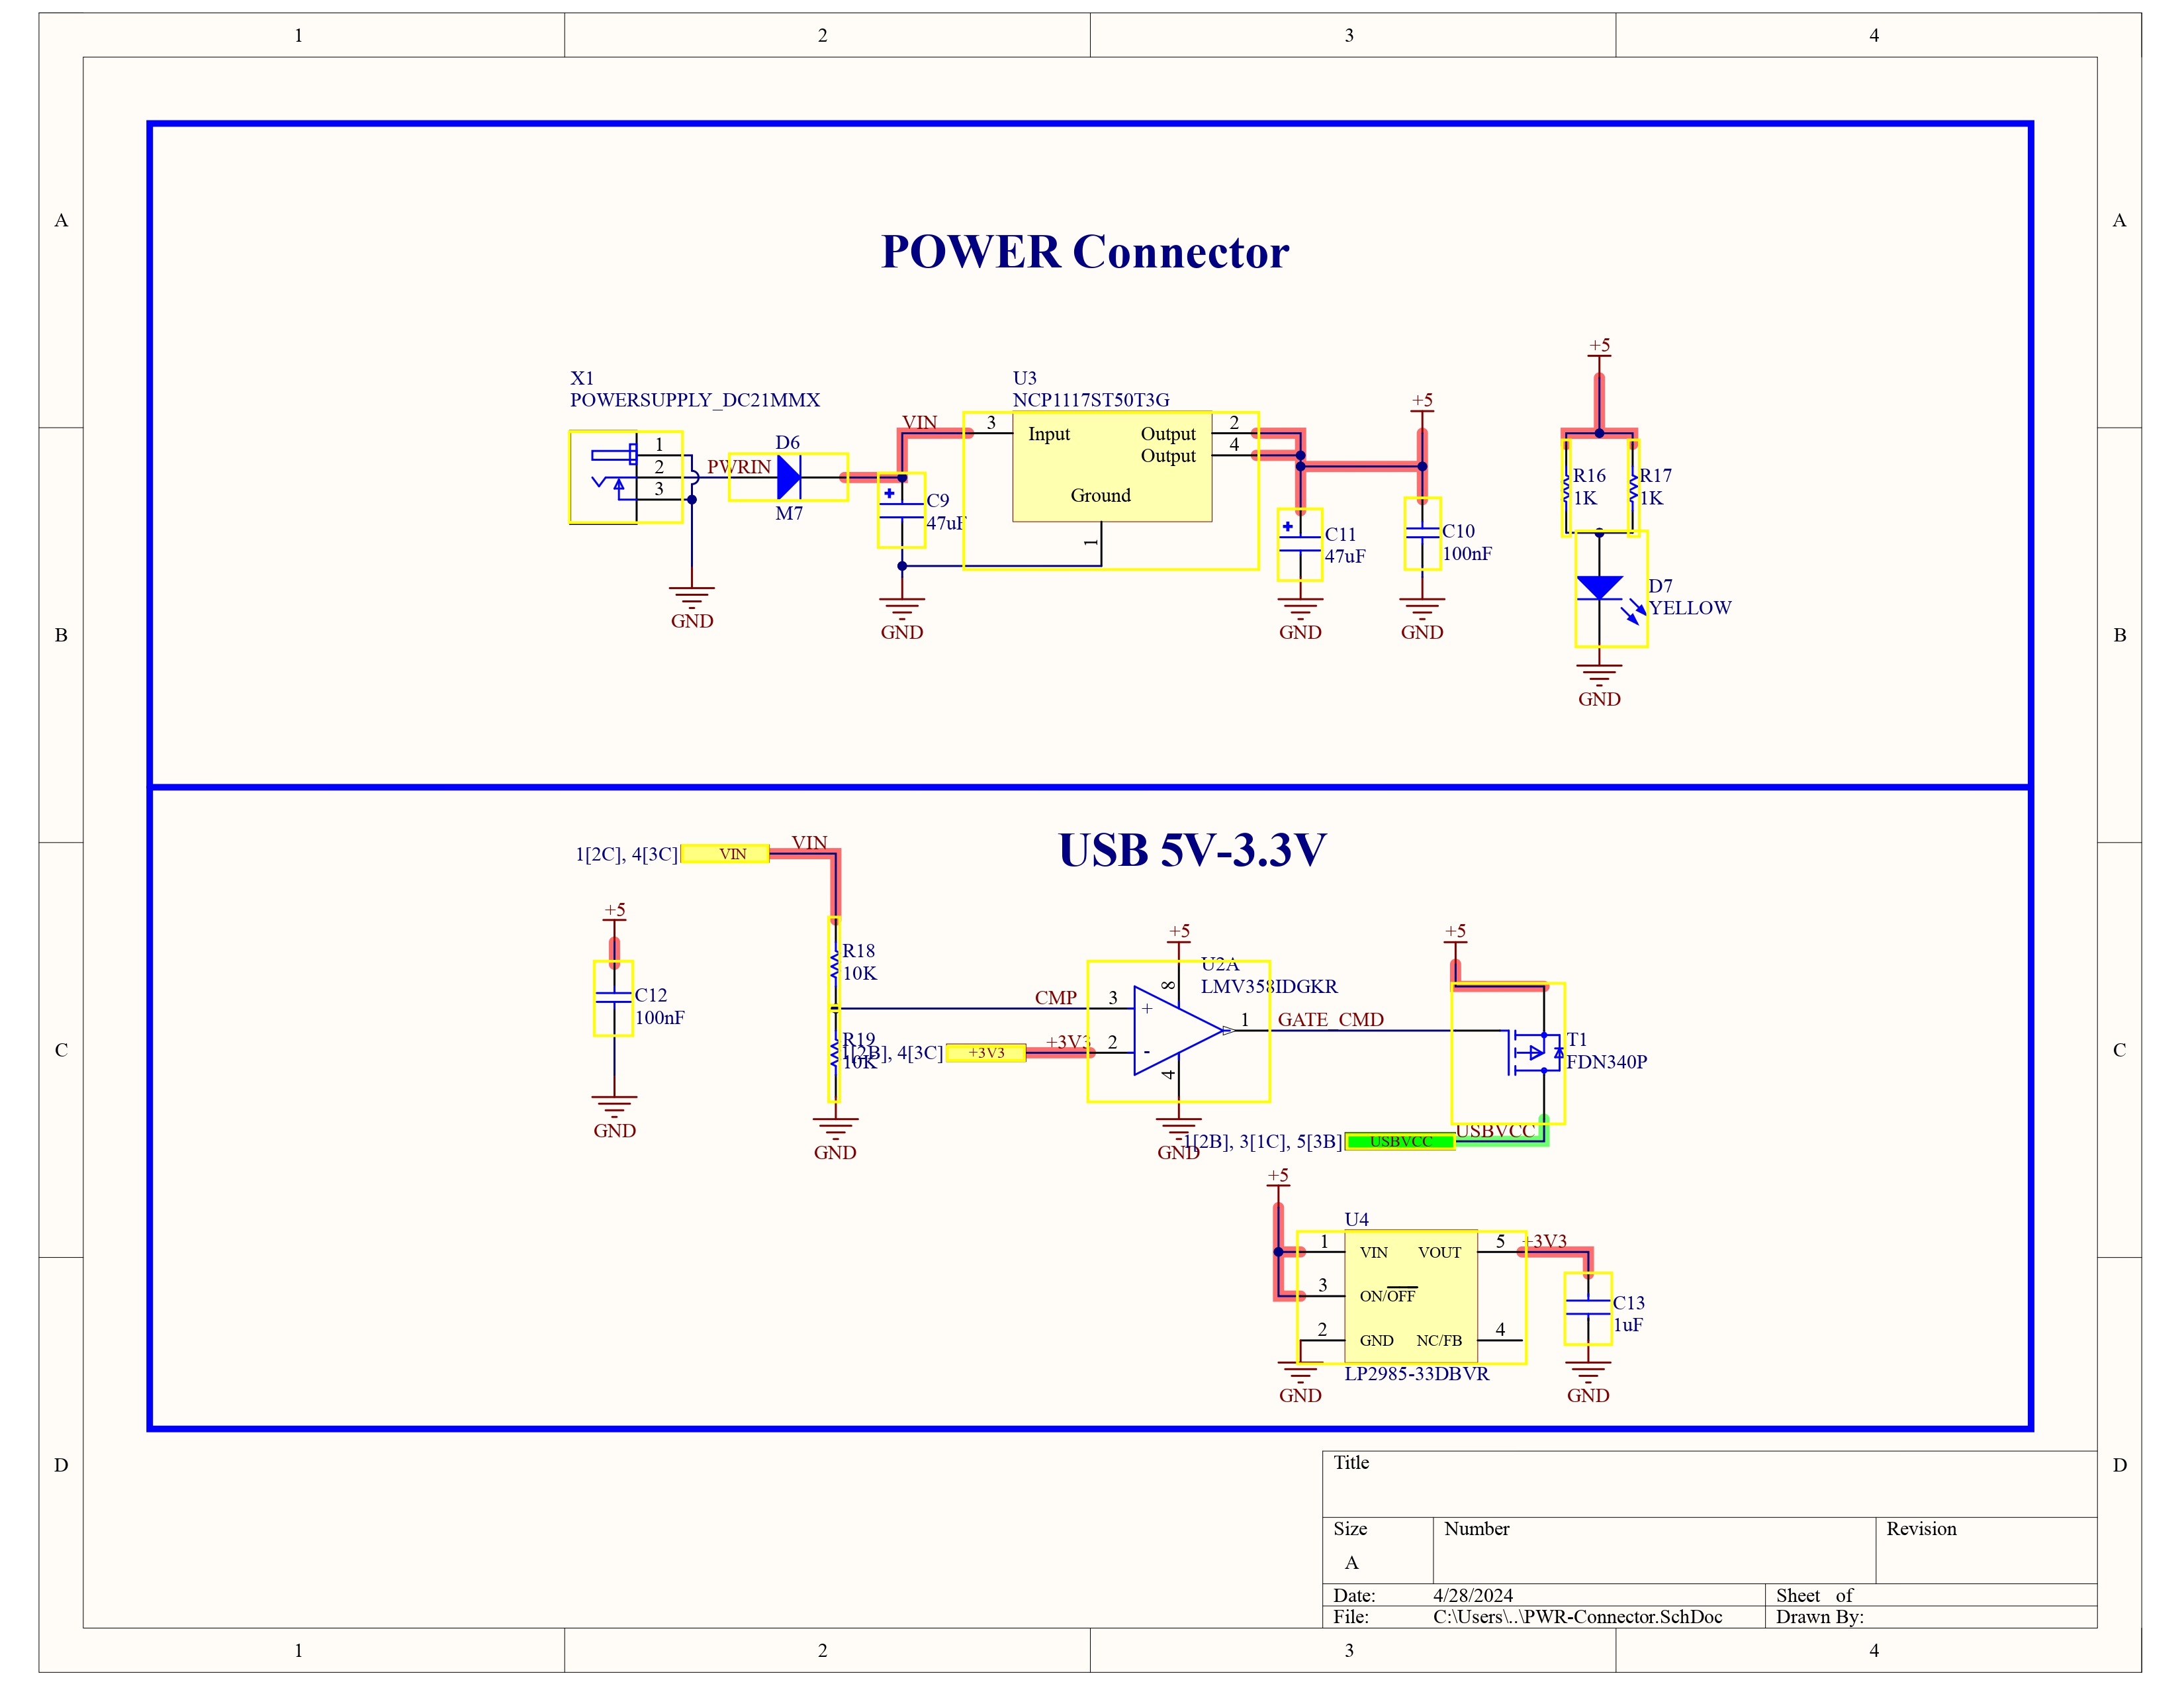 1 2 3 4
A A
POWER Connector
+5
X1
POWERSUPPLY_DC21MMX
U3
NCP1117ST50T3G
+5
VIN
3 Input Output 2
Output 4
Ground
1
1
2
3
PWRIN
D6
M7
C9
47uF
C11
47uF
C10
100nF
R16
1K
R17
1K
D7
YELLOW
GND
GND
GND
GND
GND
B B
USB 5V-3.3V
1[2C], 4[3C] VIN VIN
+5
C12
100nF
GND
R18
10K
R19
10K
GND
CMP
1[2B], 4[3C] +3V3 +3V3
+5
U2A
LMV358IDGKR
3 + 8
2 - 4
1
GATE_CMD
GND
+5
T1
FDN340P
1[2B], 3[1C], 5[3B] USBVCC USBVCC
C C
+5
U4
1 VIN VOUT 5 +3V3
3 ON/OFF
2 GND NC/FB 4
LP2985-33DBVR
C13
1uF
GND
GND
D D
Title
Size Number Revision
A
Date: 4/28/2024 Sheet of
File: C:\Users\..\PWR-Connector.SchDoc Drawn By:
1 2 3 4